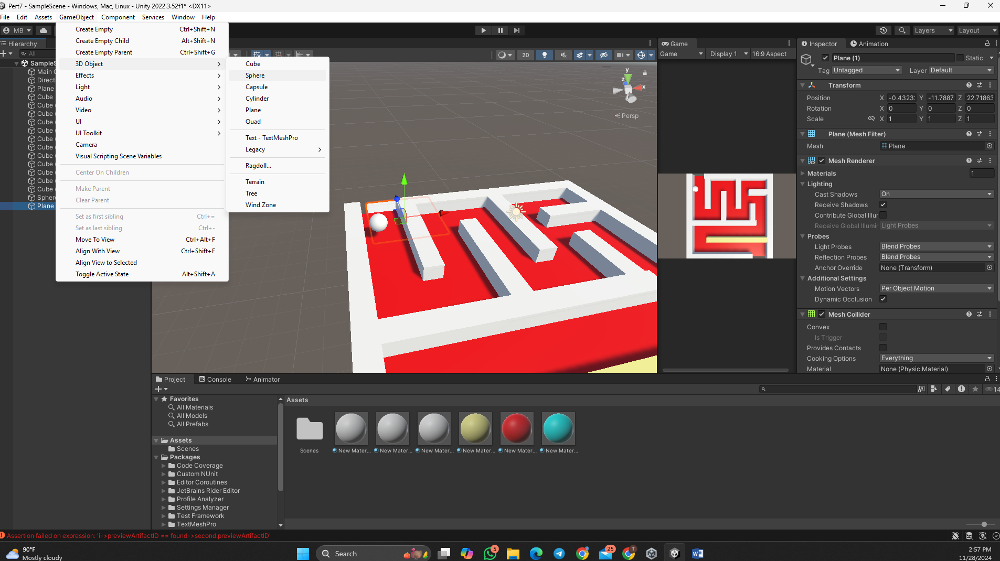 Pert7 - SampleScene - Windows, Mac, Linux - Unity 2022.3.52f1* <DX11>
File Edit Assets GameObject Component Services Window Help
MB
Layers
Layout
Hierarchy
All
SampleS
Main C
Direct
Plane
Cube
Cube
Cube
Cube
Cube
Cube
Cube
Cube
Cube
Cube
Cube
Cube
Sphere
Plane
Create Empty Ctrl+Shift+N
Create Empty Child Alt+Shift+N
Create Empty Parent Ctrl+Shift+G
3D Object
Effects
Light
Audio
Video
UI
UI Toolkit
Camera
Visual Scripting Scene Variables
Center On Children
Make Parent
Clear Parent
Set as first sibling Ctrl+=
Set as last sibling Ctrl+-
Move To View Ctrl+Alt+F
Align With View Ctrl+Shift+F
Align View to Selected
Toggle Active State Alt+Shift+A
Cube
Sphere
Capsule
Cylinder
Plane
Quad
Text - TextMeshPro
Legacy
Ragdoll...
Terrain
Tree
Wind Zone
2D
y
z
x
Persp
Game
Game Display 1 16:9 Aspect
Inspector Animation
Plane (1) Static
Tag Untagged Layer Default
Transform
Position X -0.4323: Y -11.7887 Z 22.71863
Rotation X 0 Y 0 Z 0
Scale X 1 Y 1 Z 1
Plane (Mesh Filter)
Mesh Plane
Mesh Renderer
Materials 1
Lighting
Cast Shadows On
Receive Shadows
Contribute Global Illur
Receive Global Illumir Light Probes
Probes
Light Probes Blend Probes
Reflection Probes Blend Probes
Anchor Override None (Transform)
Additional Settings
Motion Vectors Per Object Motion
Dynamic Occlusion
Mesh Collider
Convex
Is Trigger
Provides Contacts
Cooking Options Everything
Material None (Physic Material)
Project Console Animator
14
Favorites
All Materials
All Models
All Prefabs
Assets
Scenes
Packages
Code Coverage
Custom NUnit
Editor Coroutines
JetBrains Rider Editor
Profile Analyzer
Settings Manager
Test Framework
TextMeshPro
Assets
Scenes New Mater... New Mater... New Mater... New Mater... New Mater... New Mater...
Assertion failed on expression: 'i->previewArtifactID == found->second.previewArtifactID'
90°F
Mostly cloudy
Search
5
25
T
2:57 PM
11/28/2024